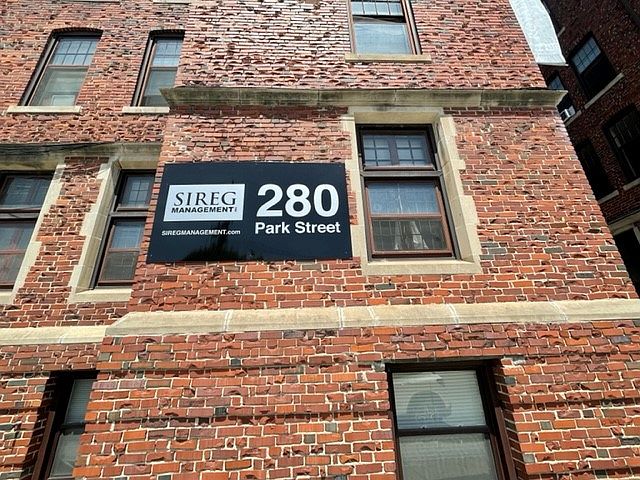 SIREG
MANAGEMENT
SIREGMANAGEMENT.com
280
Park Street